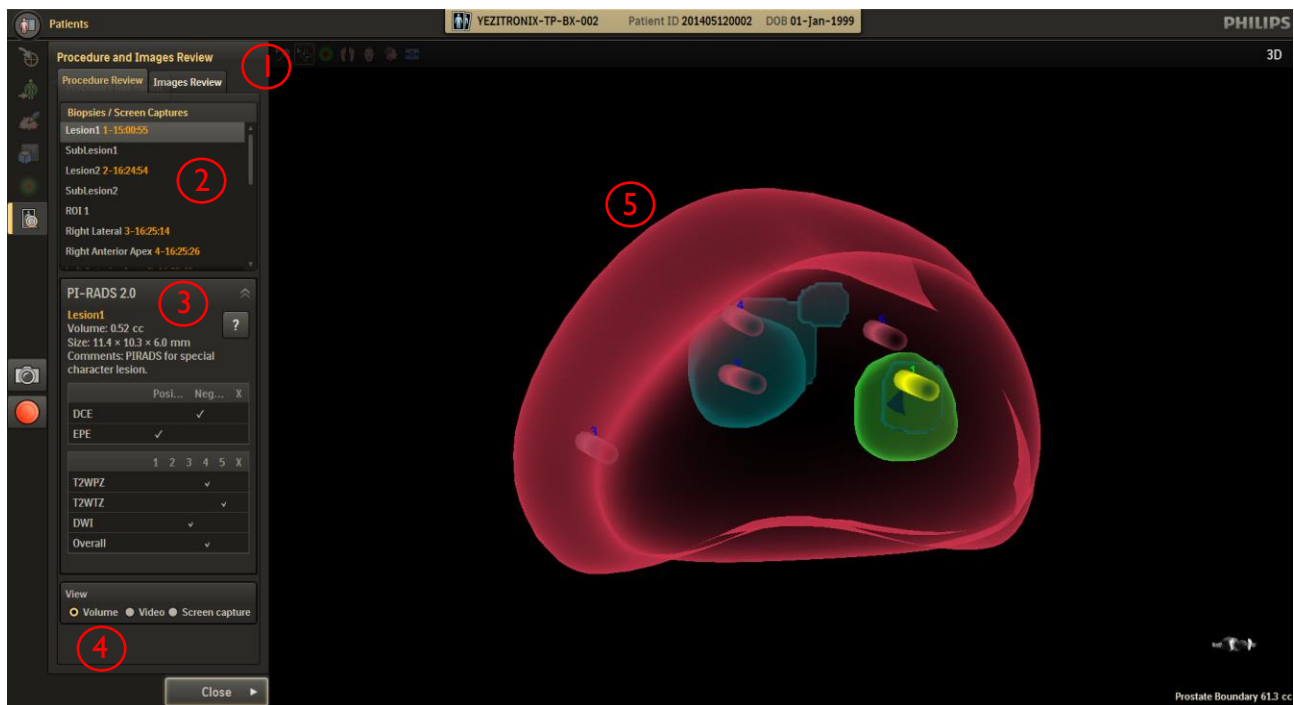 Patients
YEZITRONIX-TP-BX-002 Patient ID 201405120002 DOB 01-Jan-1999
PHILIPS
Procedure and Images Review
1
3D
Procedure Review Images Review
Biopsies / Screen Captures
Lesion1 1-15:00:55
SubLesion1
Lesion2 2-16:24:54
2
SubLesion2
ROI 1
Right Lateral 3-16:25:14
Right Anterior Apex 4-16:25:26
5
PI-RADS 2.0
3
Lesion1
?
Volume: 0.52 cc
Size: 11.4 × 10.3 × 6.0 mm
Comments: PIRADS for special
character lesion.
Posi... Neg... X
DCE ✓
EPE ✓
1 2 3 4 5 X
T2WPZ ✓
T2WTZ ✓
DWI ✓
Overall ✓
4
1
3
View
Volume Video Screen capture
4
Close
Prostate Boundary 61.3 cc